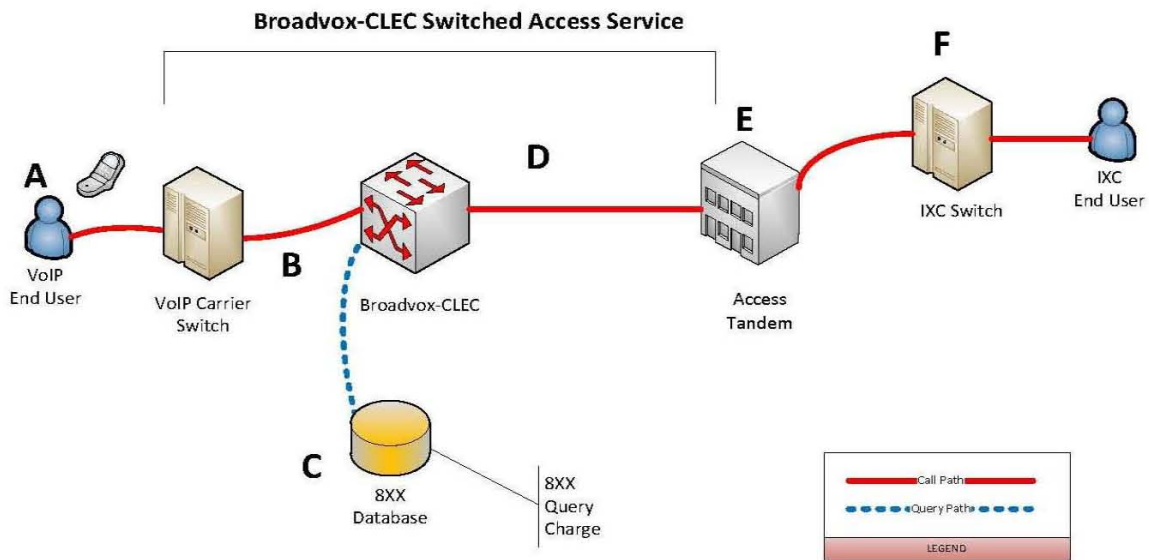 Broadvox-CLEC Switched Access Service
F
E
D
A
IXC
End User
IXC Switch
VoIP
End User
B
VoIP Carrier
Switch
Broadvox-CLEC
Access
Tandem
C
8XX
Database
8XX
Query
Charge
Call Path
Query Path
LEGEND